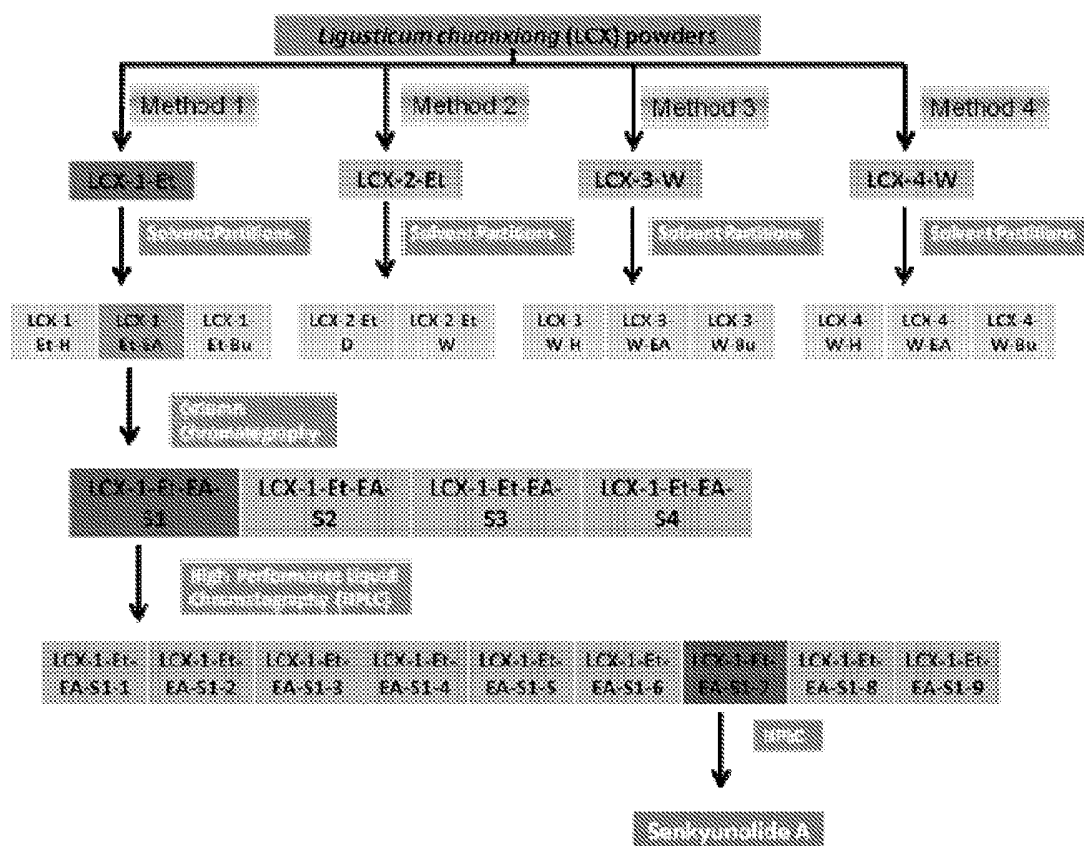 Ligusticum chuanxiong (LCX) powders
Method 1
Method 2
Method 3
Method 4
LCX-1-Et
LCX-2-Et
LCX-3-W
LCX-4-W
Solvent Partitions
Solvent Partitions
Solvent Partitions
Solvent Partitions
LCX-1
Et-H
LCX-1
Et-EA
LCX-1
Et-Bu
LCX-2-Et
D
LCX-2-Et
W
LCX-3
W-H
LCX-3
W-EA
LCX-3
W-Bu
LCX-4
W-H
LCX-4
W-EA
LCX-4
W-Bu
Column
Chromatography
LCX-1-Et-EA-
S1
LCX-1-Et-EA-
S2
LCX-1-Et-EA-
S3
LCX-1-Et-EA-
S4
High Performance Liquid
Chromatography (HPLC)
LCX-1-Et-
EA-S1-1
LCX-1-Et-
EA-S1-2
LCX-1-Et-
EA-S1-3
LCX-1-Et-
EA-S1-4
LCX-1-Et-
EA-S1-5
LCX-1-Et-
EA-S1-6
LCX-1-Et-
EA-S1-7
LCX-1-Et-
EA-S1-8
LCX-1-Et-
EA-S1-9
HPLC
Senkyunolide A